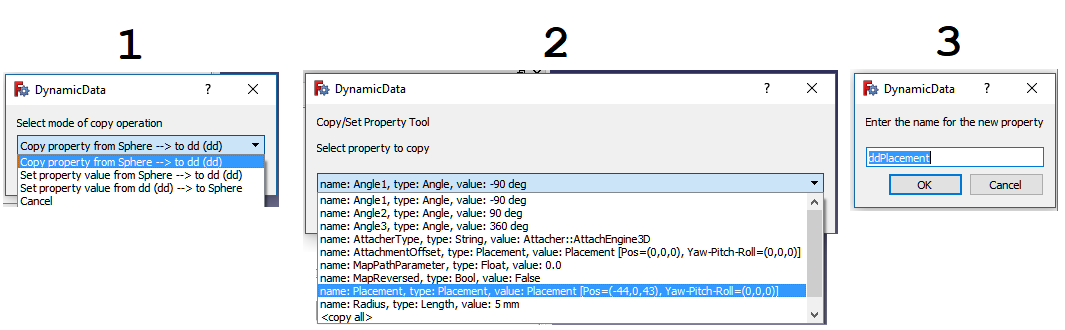 1
DynamicData
?
Select mode of copy operation
Copy property from Sphere --> to dd (dd)
Copy property from Sphere --> to dd (dd)
Set property value from Sphere --> to dd (dd)
Set property value from dd (dd) --> to Sphere
Cancel
2
DynamicData
?
Copy/Set Property Tool
Select property to copy
name: Angle1, type: Angle, value: -90 deg
name: Angle1, type: Angle, value: -90 deg
name: Angle2, type: Angle, value: 90 deg
name: Angle3, type: Angle, value: 360 deg
name: AttacherType, type: String, value: Attacher::AttachEngine3D
name: AttachmentOffset, type: Placement, value: Placement [Pos=(0,0,0), Yaw-Pitch-Roll=(0,0,0)]
name: MapPathParameter, type: Float, value: 0.0
name: MapReversed, type: Bool, value: False
name: Placement, type: Placement, value: Placement [Pos=(-44,0,43), Yaw-Pitch-Roll=(0,0,0)]
name: Radius, type: Length, value: 5 mm
<copy all>
3
DynamicData
?
Enter the name for the new property
ddPlacement
OK
Cancel